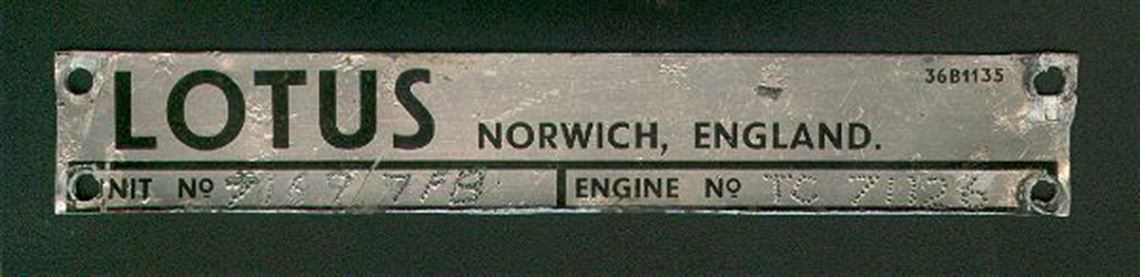 LOTUS NORWICH, ENGLAND. 36B1135
NIT Nº ENGINE Nº TC